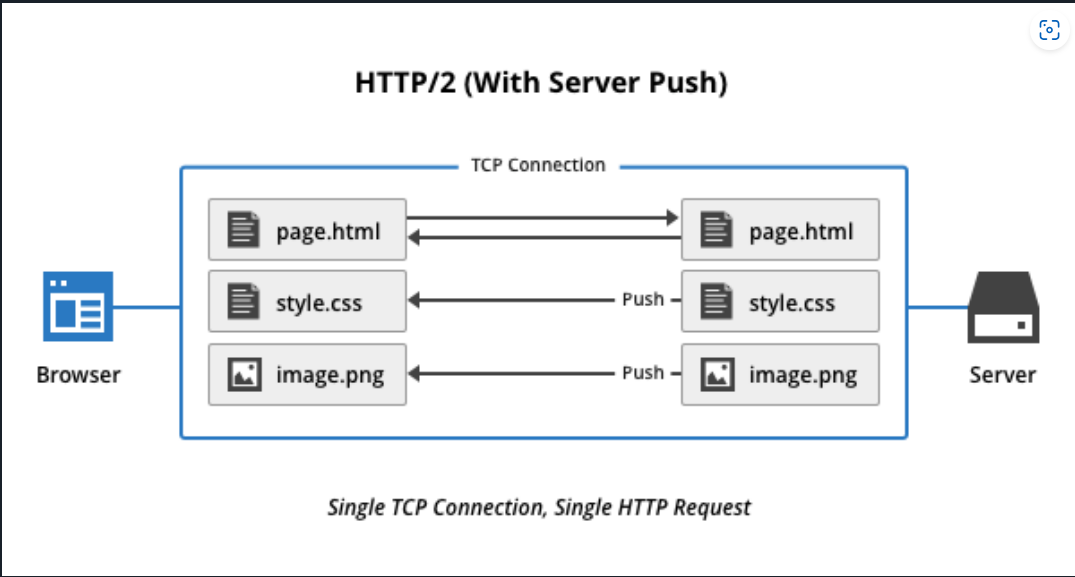 HTTP/2 (With Server Push)
TCP Connection
page.html page.html
style.css Push style.css
image.png Push image.png
Browser Server
Single TCP Connection, Single HTTP Request